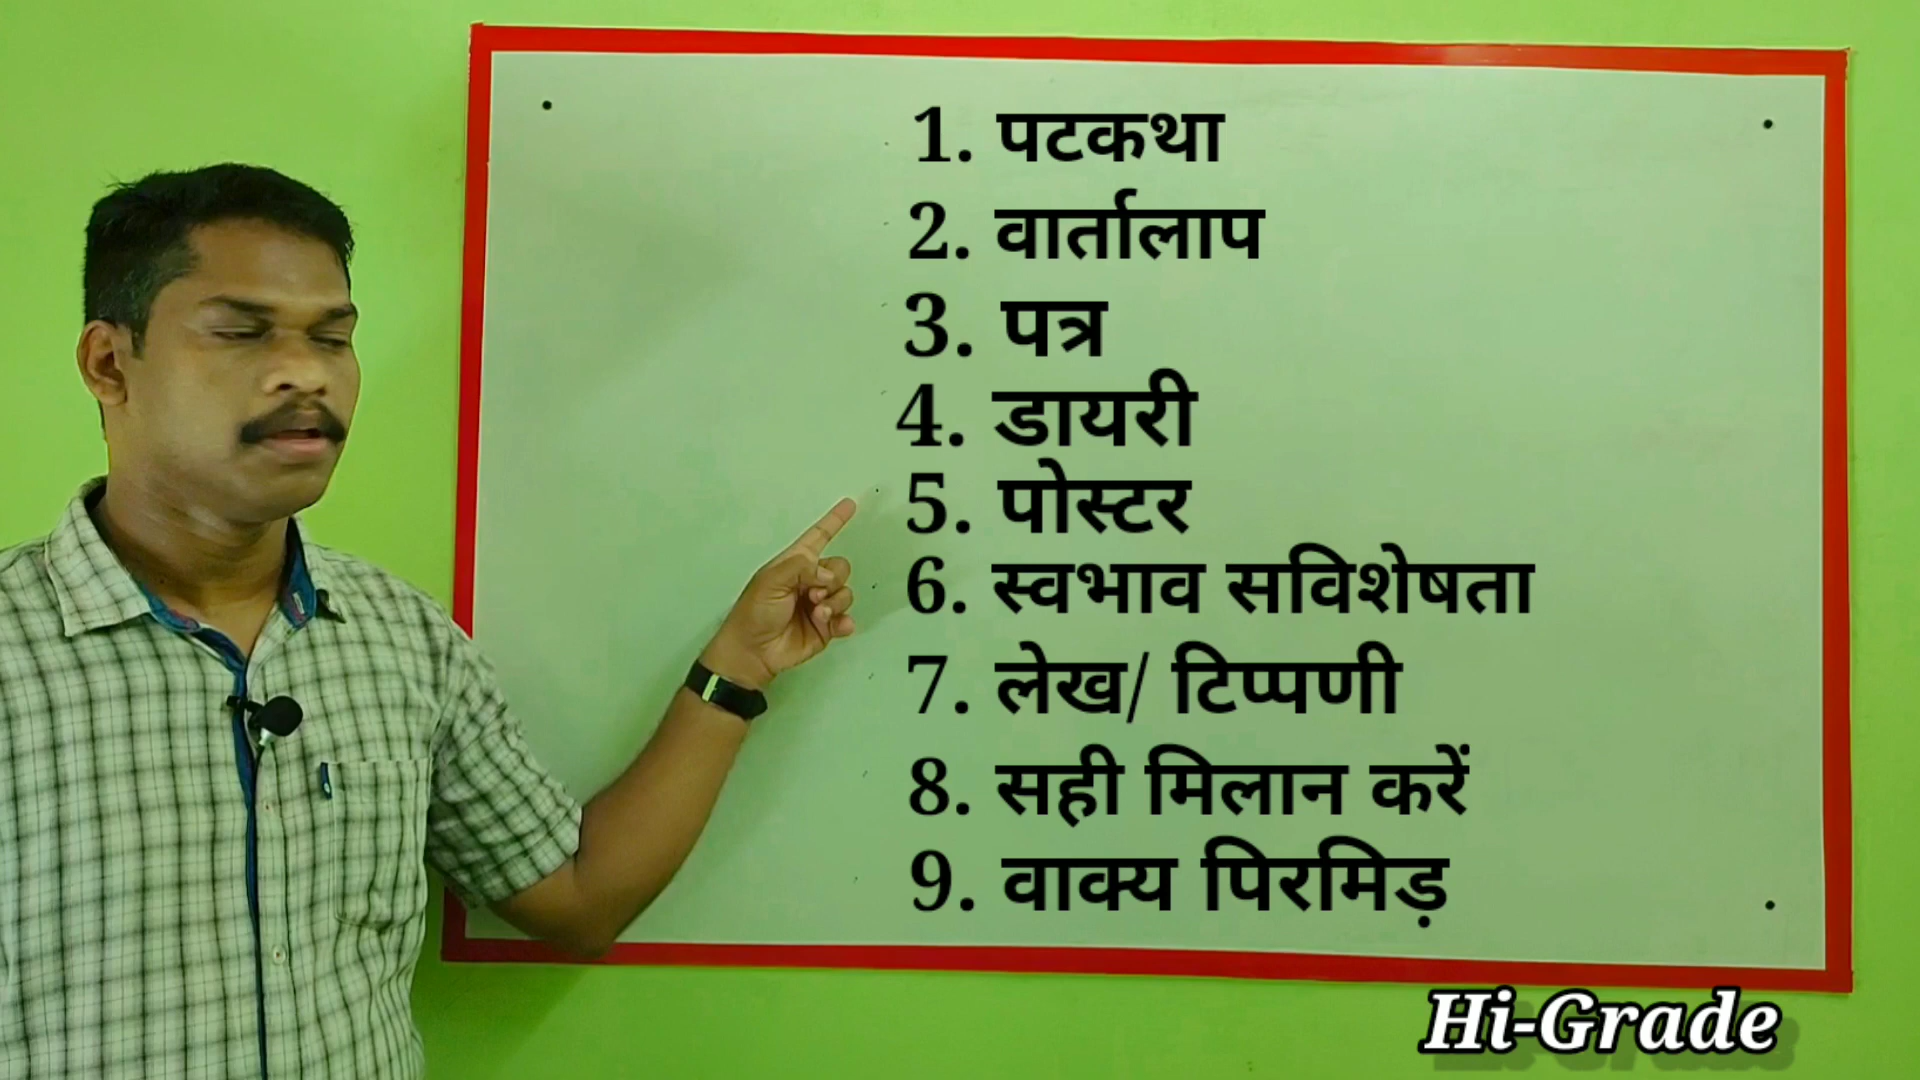 1. पटकथा
2. वार्तालाप
3. पत्र
4. डायरी
5. पोस्टर
6. स्वभाव सविशेषता
7. लेख/ टिप्पणी
8. सही मिलान करें
9. वाक्य पिरमिड़
Hi-Grade